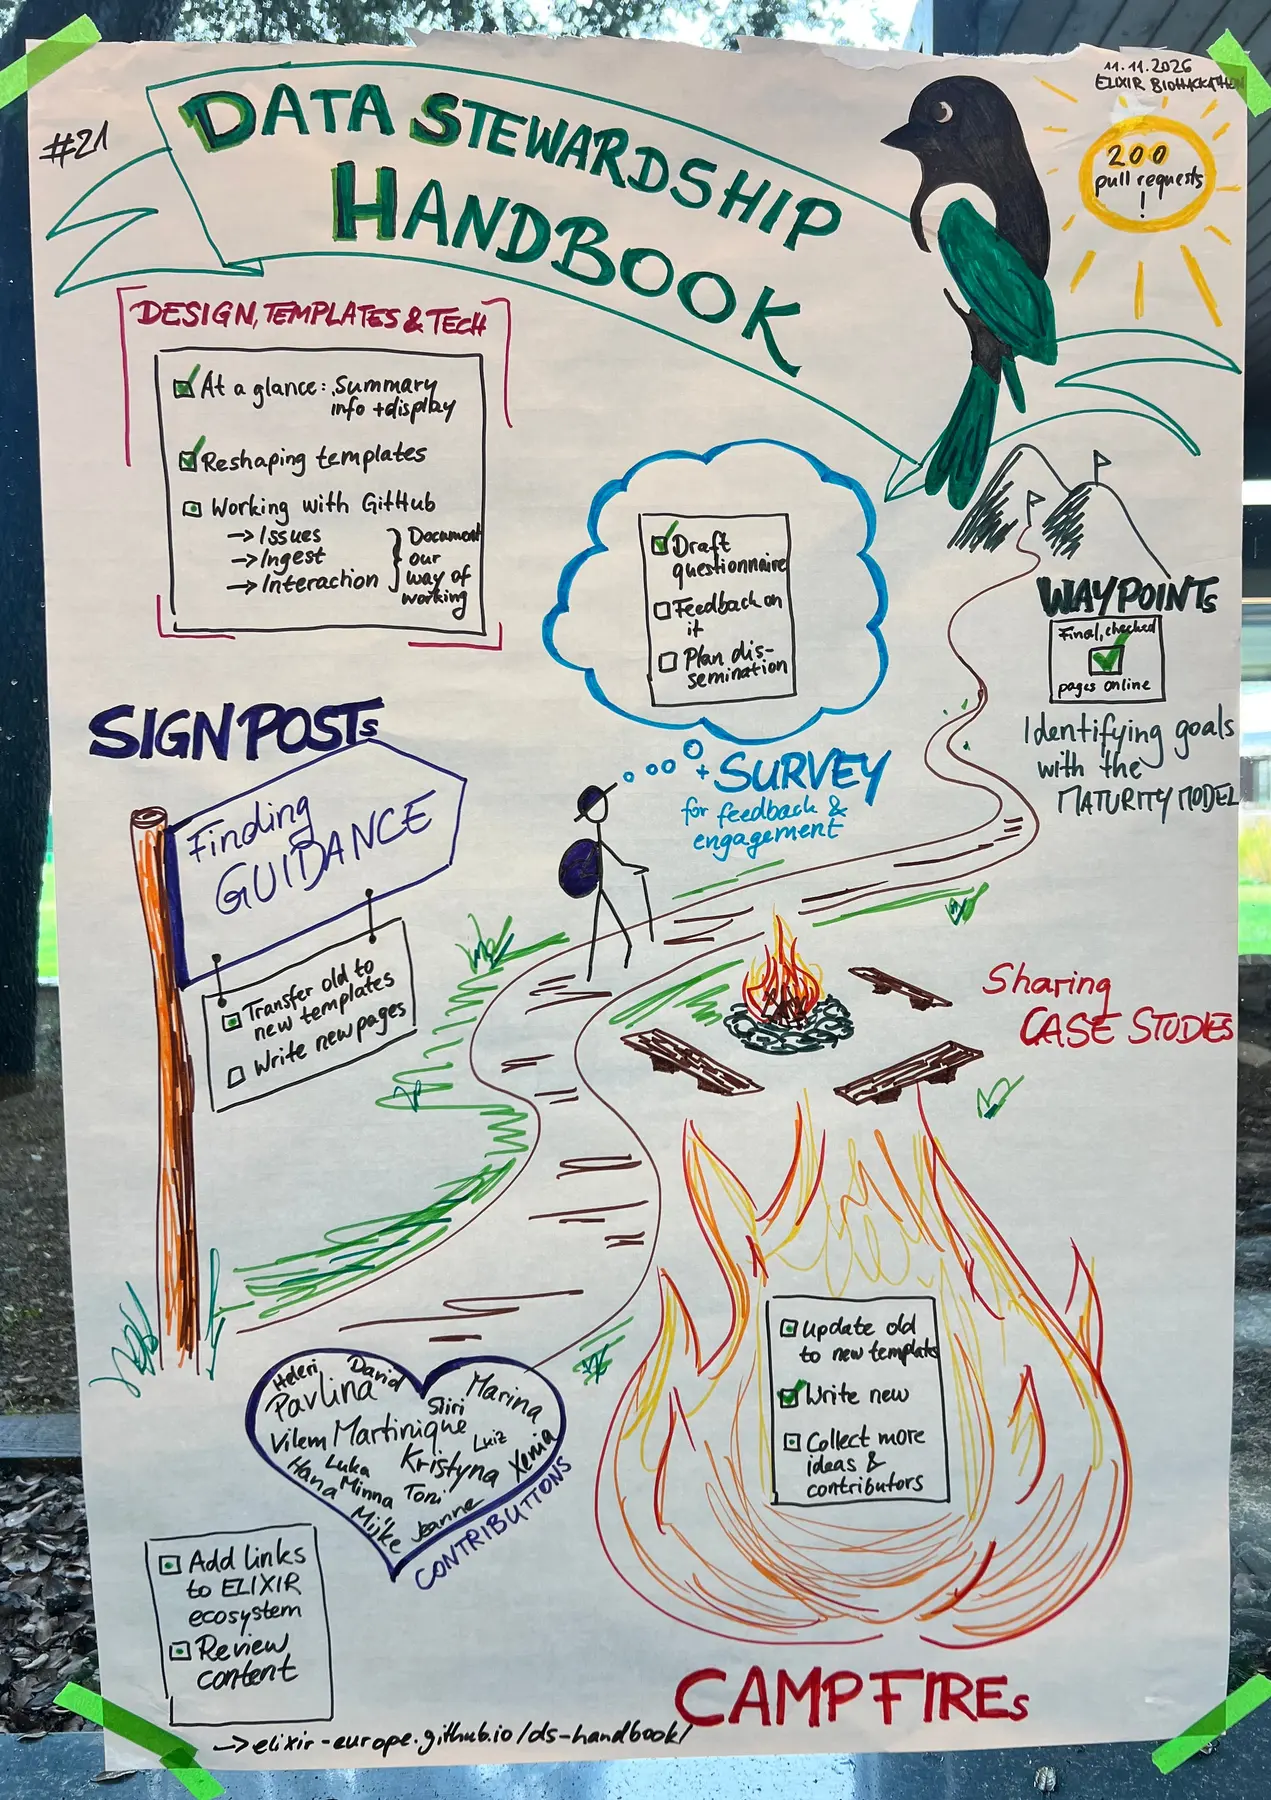 #21
11.11.2026
ELIXIR BIOHACKATHON
DATA STEWARDSHIP
HANDBOOK
200
pull requests
!
DESIGN, TEMPLATES & TECH
At a glance: Summary
info + display
Reshaping templates
Working with GitHub
→ Issues
→ Ingest
→ Interaction
Document
our
way of
working
Draft
questionnaire
Feedback on
it
Plan dis-
semination
+ SURVEY
for feedback &
engagement
WAYPOINTs
Final, checked
pages online
Identifying goals
with the
MATURITY MODEL
SIGNPOSTs
Finding
GUIDANCE
Transfer old to
new templates
Write new pages
Sharing
CASE STUDIES
Update old
to new template
Write new
Collect more
ideas &
contributors
CAMPFIREs
Heleri
David
Pavlina
Marina
Siiri
Vilem
Martinique
Luiz
Luka
Kristyna
Xenia
Hana
Minna
Toni
Mijke
Jeanne
CONTRIBUTIONS
Add links
to ELIXIR
ecosystem
Review
content
→ elixir-europe.github.io/ds-handbook/